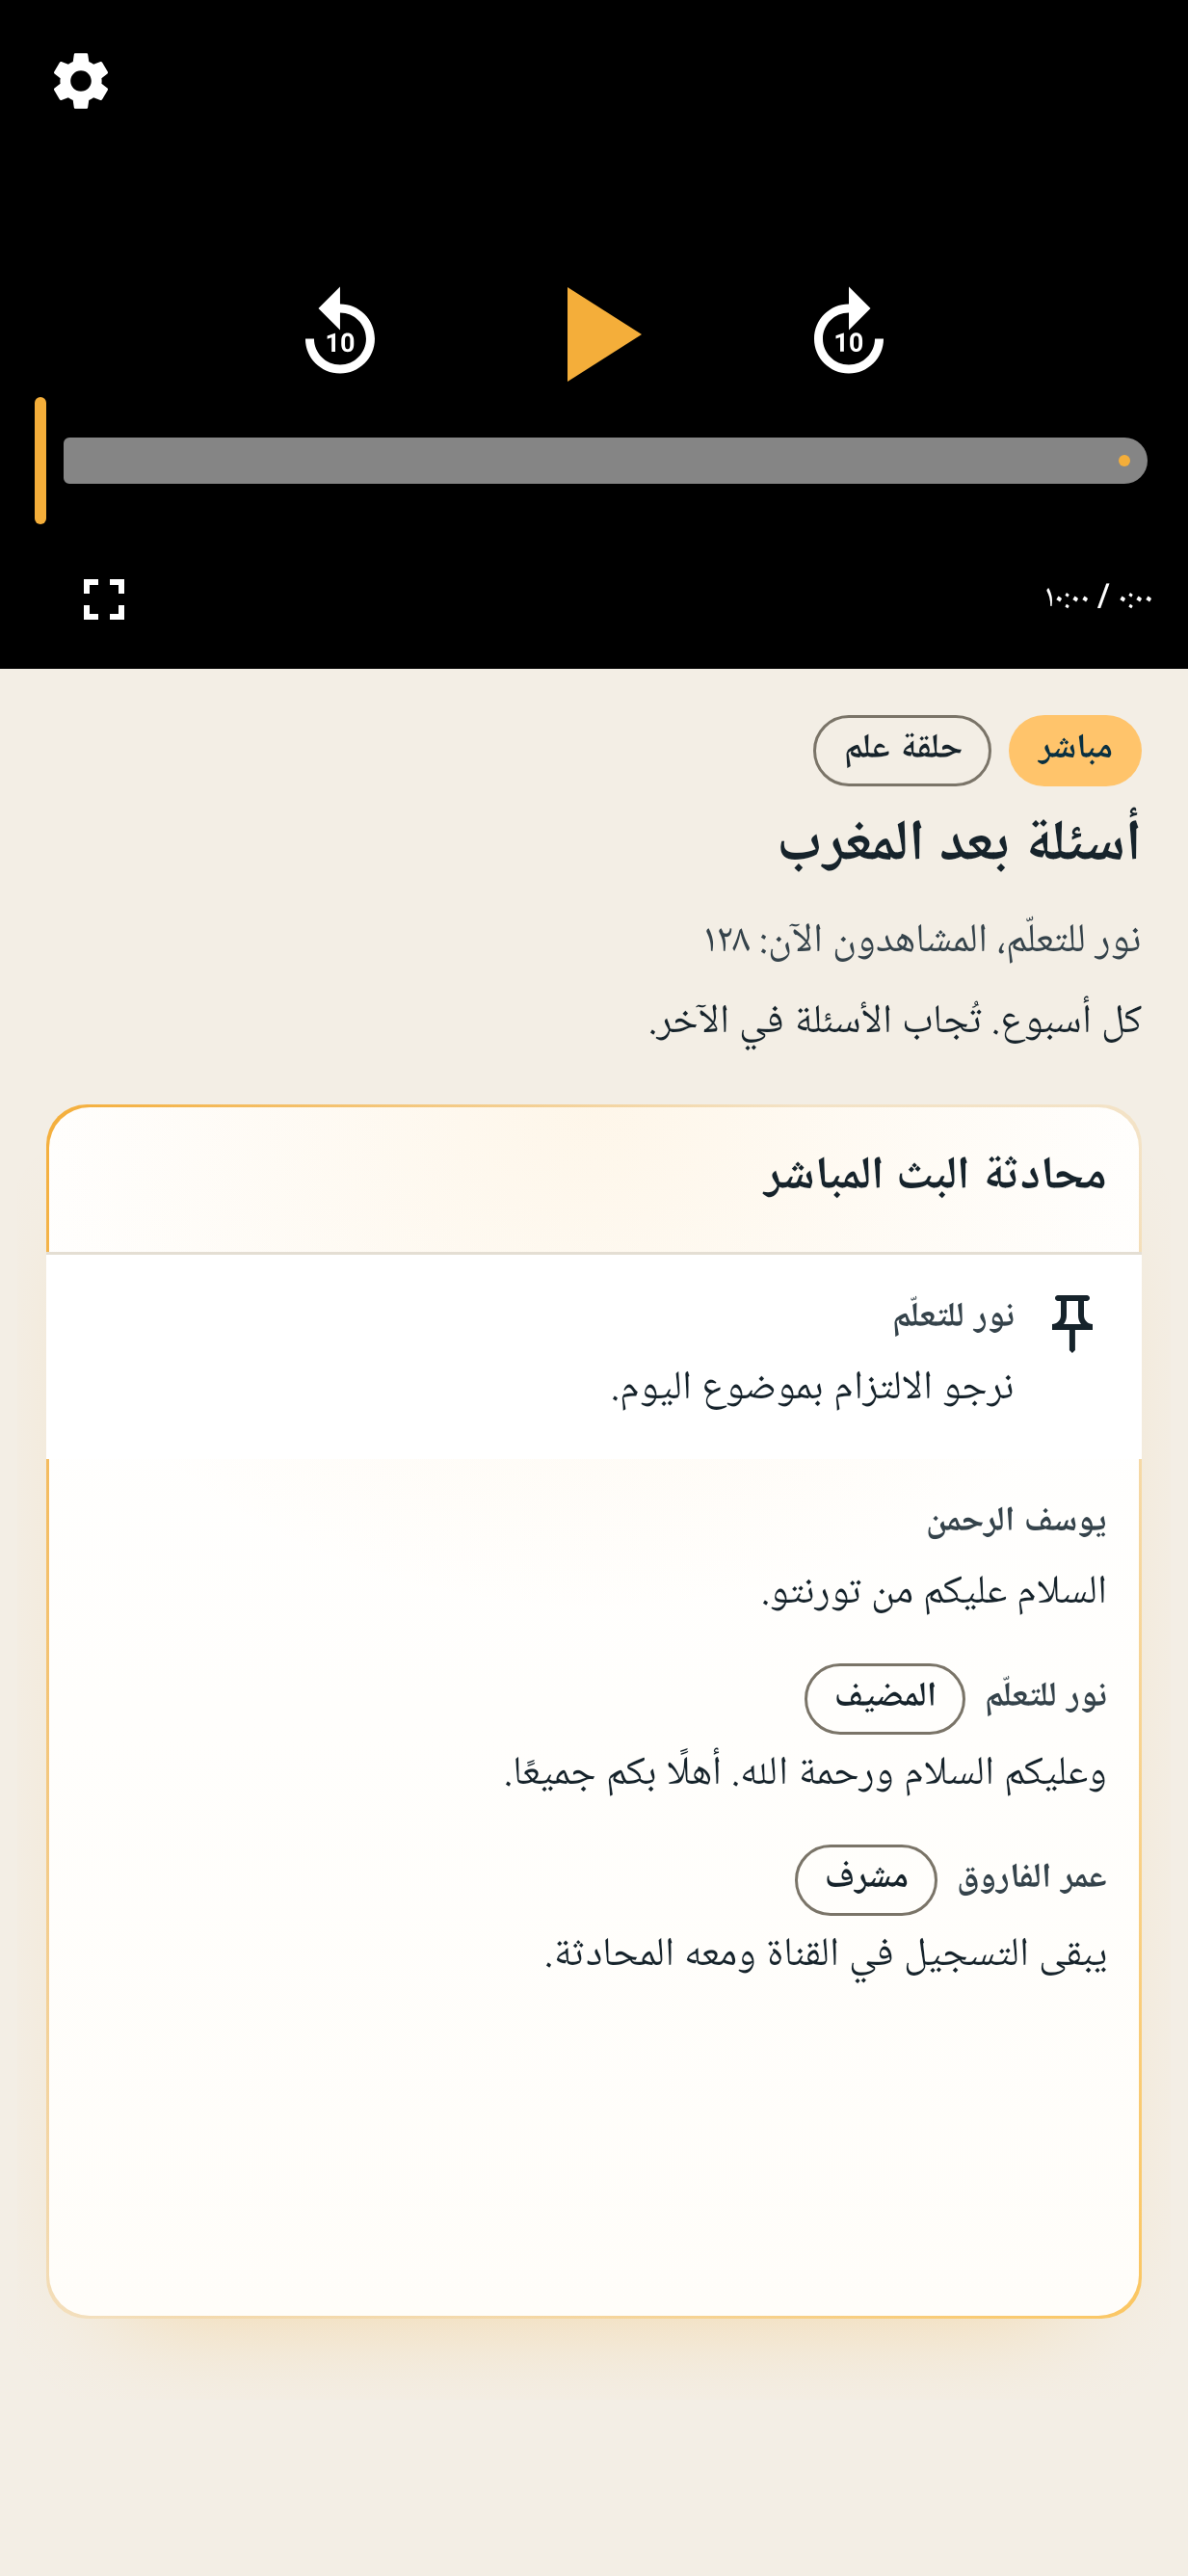 10
10
٠:٠٠ / ١٠:٠٠
مباشر
حلقة علم
أسئلة بعد المغرب
نور للتعلّم، المشاهدون الآن: ١٢٨
كل أسبوع. تُجاب الأسئلة في الآخر.
محادثة البث المباشر
نور للتعلّم
نرجو الالتزام بموضوع اليوم.
يوسف الرحمن
السلام عليكم من تورنتو.
نور للتعلّم المضيف
وعليكم السلام ورحمة الله. أهلًا بكم جميعًا.
عمر الفاروق مشرف
يبقى التسجيل في القناة ومعه المحادثة.